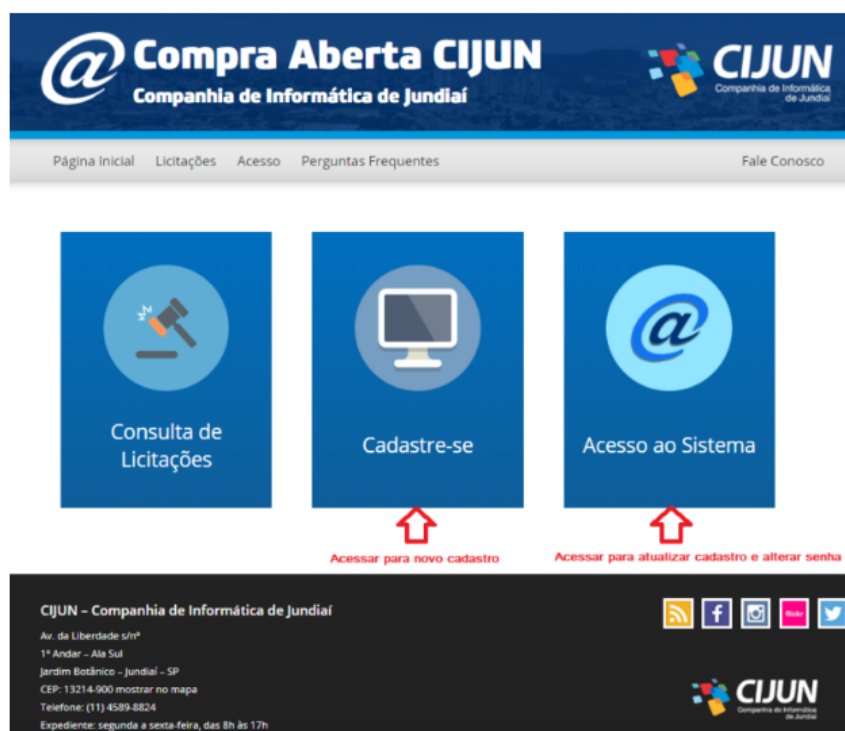 @ Compra Aberta CIJUN
Companhia de Informática de Jundiaí
CIJUN
Companhia de Informática
de Jundiaí
Página Inicial Licitações Acesso Perguntas Frequentes Fale Conosco
Consulta de
Licitações
Cadastre-se
@
Acesso ao Sistema
Acessar para novo cadastro
Acessar para atualizar cadastro e alterar senha
CIJUN – Companhia de Informática de Jundiaí
Av. da Liberdade s/nº
1º Andar – Ala Sul
Jardim Botânico – Jundiaí – SP
CEP: 13214-900 mostrar no mapa
Telefone: (11) 4589-8824
Expediente: segunda a sexta-feira, das 8h às 17h
flickr
CIJUN
Companhia de Informática
de Jundiaí